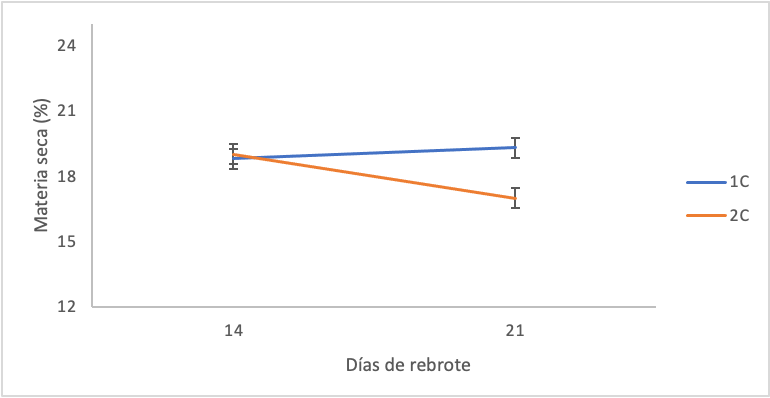 24
21
18
15
12
Materia seca (%)
14
21
Días de rebrote
1C
2C